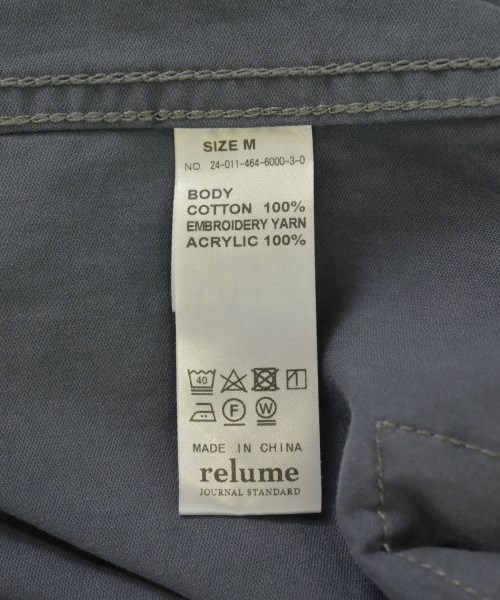 SIZE M
NO. 24-011-464-6000-3-0
BODY
COTTON 100%
EMBROIDERY YARN
ACRYLIC 100%
40
F W
MADE IN CHINA
relume
JOURNAL STANDARD